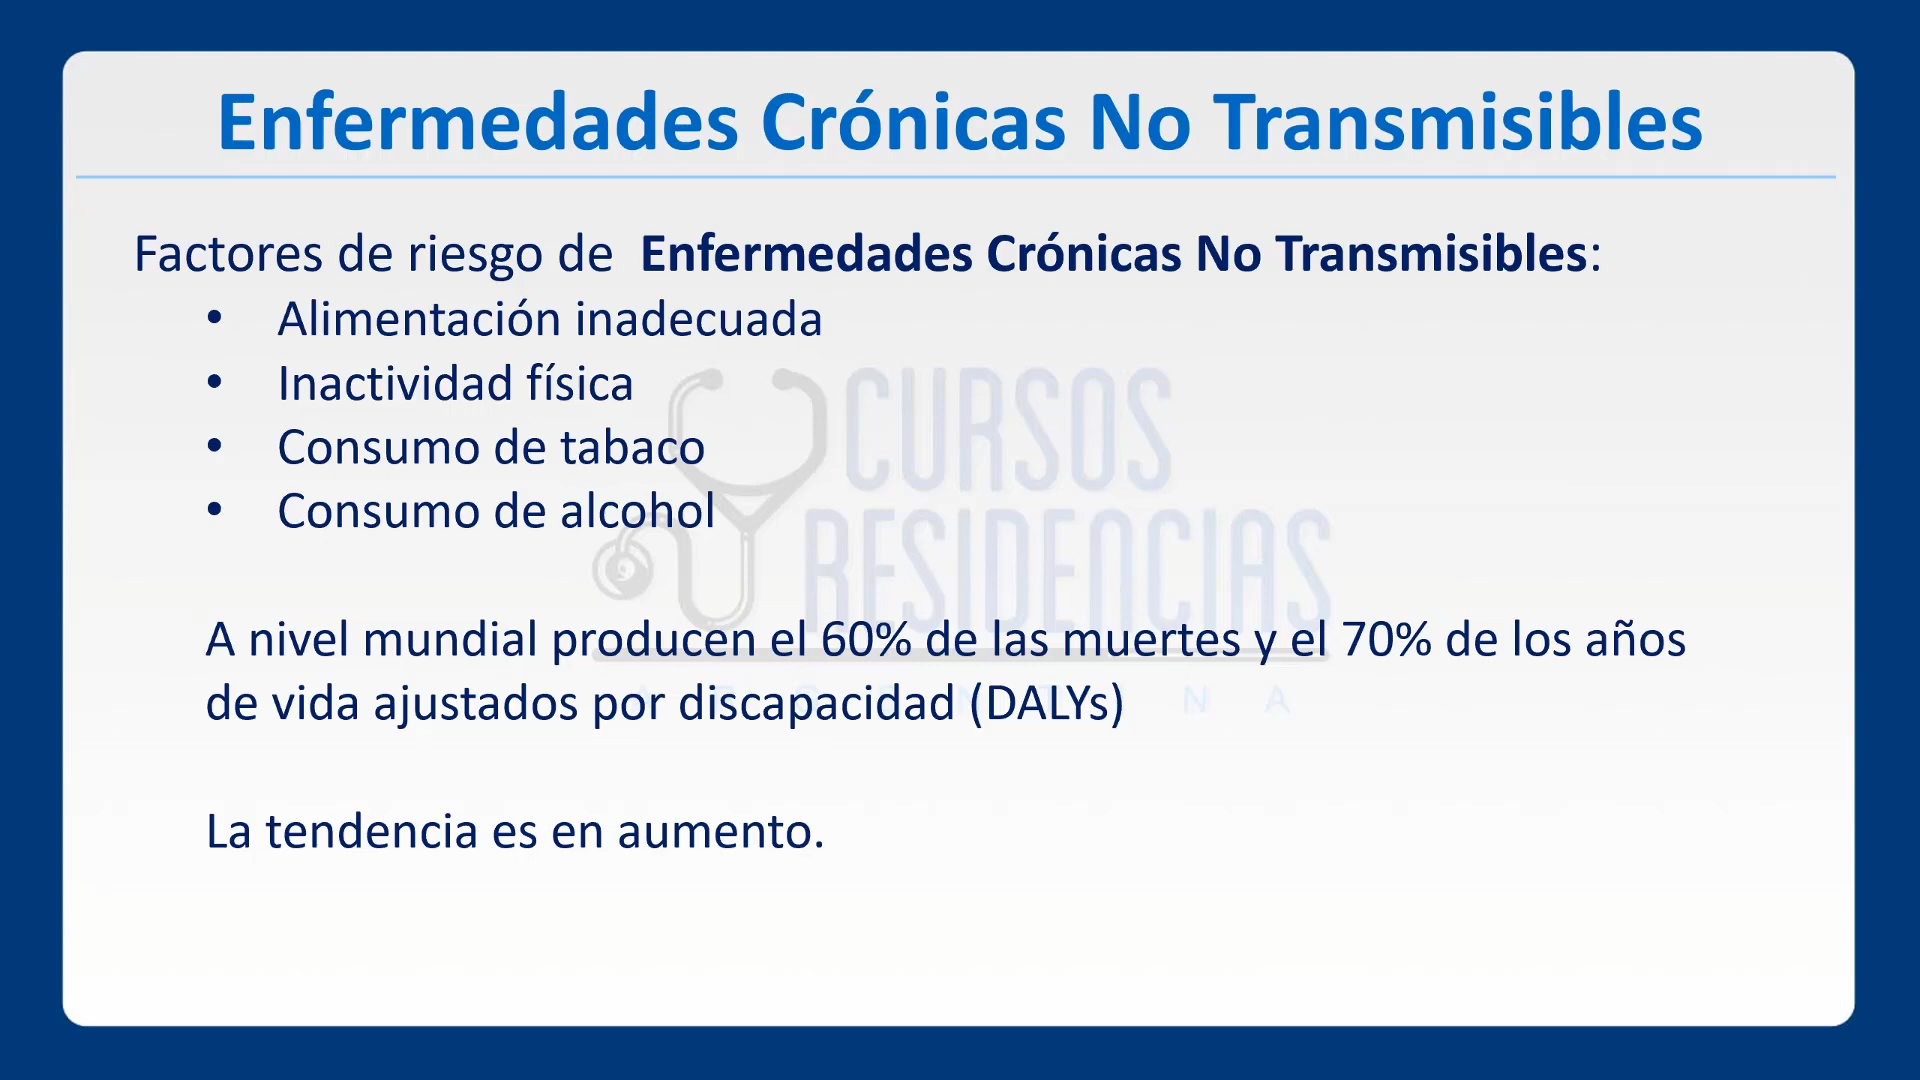 Enfermedades Crónicas No Transmisibles
Factores de riesgo de Enfermedades Crónicas No Transmisibles:
• Alimentación inadecuada
• Inactividad física
• Consumo de tabaco
• Consumo de alcohol
CURSOS
RESIDENCIAS
A nivel mundial producen el 60% de las muertes y el 70% de los años
de vida ajustados por discapacidad (DALYs)
ARGENTINA
La tendencia es en aumento.